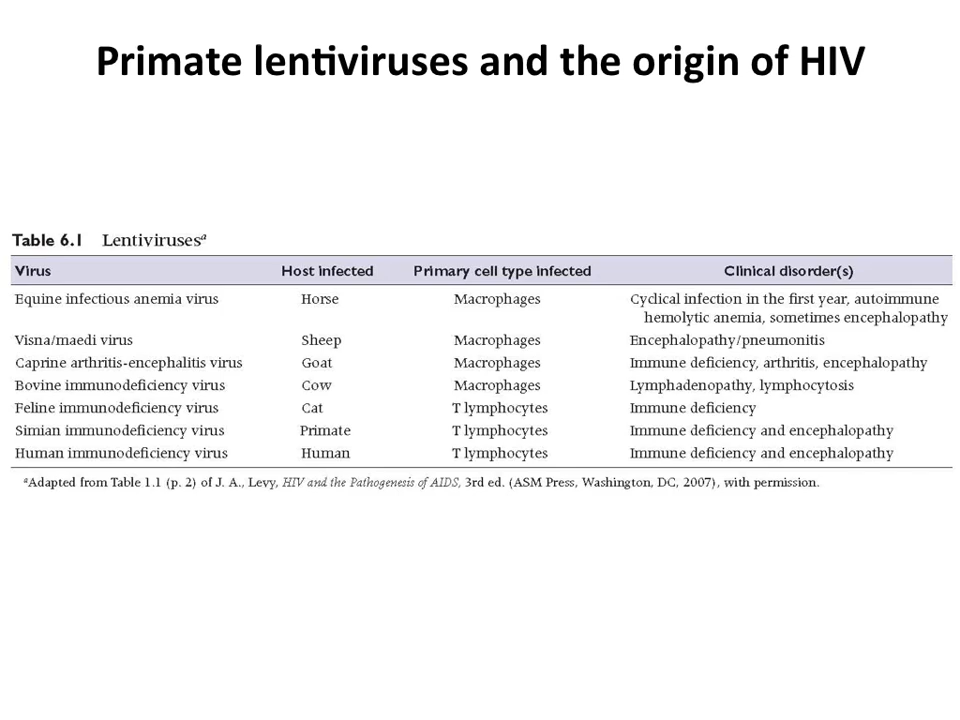 Primate lentiviruses and the origin of HIV
Table 6.1 Lentivirusesᵃ
Virus Host infected Primary cell type infected Clinical disorder(s)
Equine infectious anemia virus Horse Macrophages Cyclical infection in the first year, autoimmune
hemolytic anemia, sometimes encephalopathy
Visna/maedi virus Sheep Macrophages Encephalopathy/pneumonitis
Caprine arthritis-encephalitis virus Goat Macrophages Immune deficiency, arthritis, encephalopathy
Bovine immunodeficiency virus Cow Macrophages Lymphadenopathy, lymphocytosis
Feline immunodeficiency virus Cat T lymphocytes Immune deficiency
Simian immunodeficiency virus Primate T lymphocytes Immune deficiency and encephalopathy
Human immunodeficiency virus Human T lymphocytes Immune deficiency and encephalopathy
ᵃAdapted from Table 1.1 (p. 2) of J. A., Levy, HIV and the Pathogenesis of AIDS, 3rd ed. (ASM Press, Washington, DC, 2007), with permission.